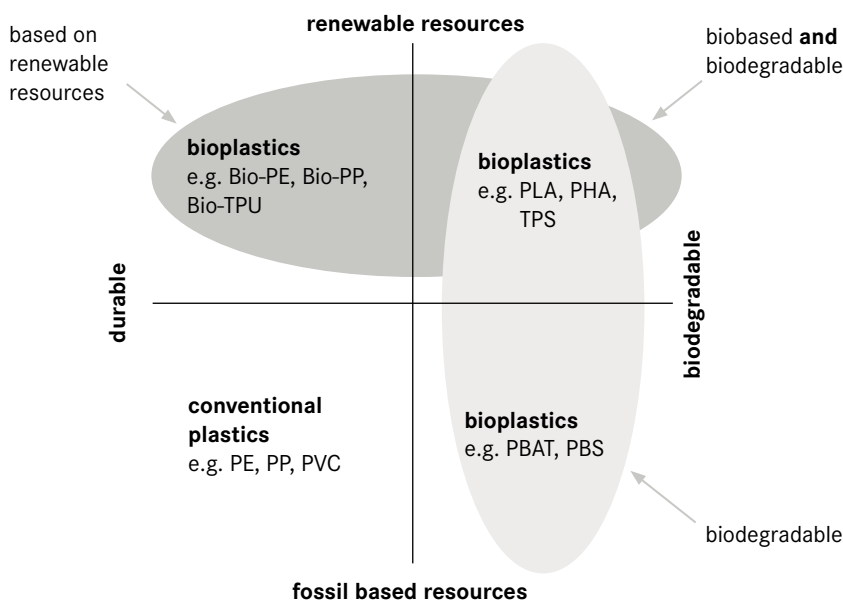 renewable resources
based on
renewable
resources
biobased and
biodegradable
bioplastics
e.g. Bio-PE, Bio-PP,
Bio-TPU
bioplastics
e.g. PLA, PHA,
TPS
durable
biodegradable
conventional
plastics
e.g. PE, PP, PVC
bioplastics
e.g. PBAT, PBS
biodegradable
fossil based resources